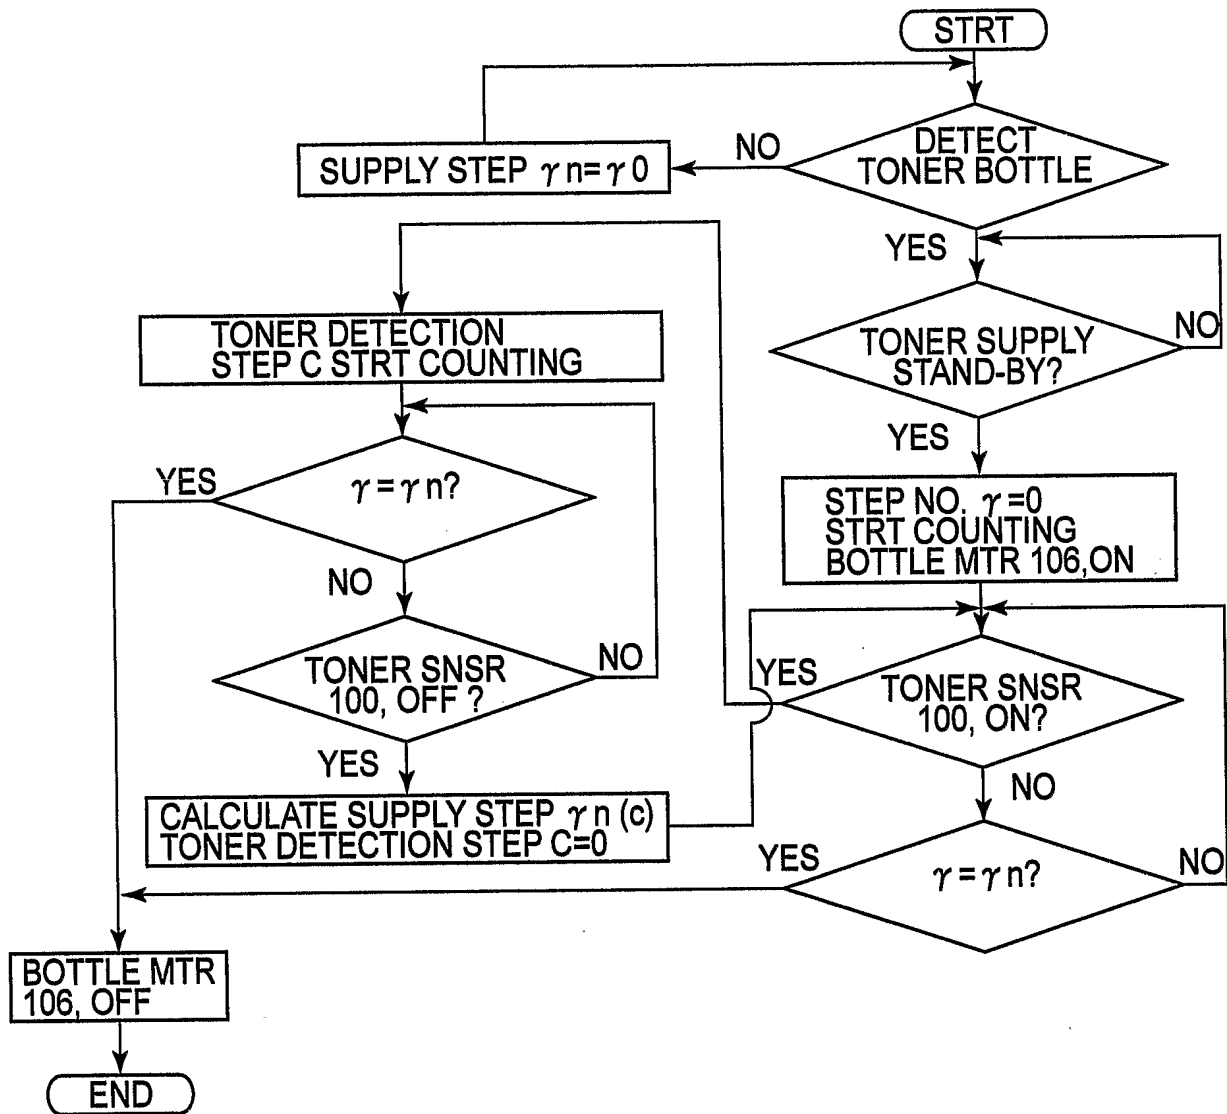 STRT
DETECT
TONER BOTTLE
NO
SUPPLY STEP γn=γ0
YES
TONER SUPPLY
STAND-BY?
NO
YES
STEP NO. γ=0
STRT COUNTING
BOTTLE MTR 106,ON
TONER SNSR
100, ON?
YES
NO
γ=γn?
YES
NO
TONER DETECTION
STEP C STRT COUNTING
γ=γn?
YES
NO
TONER SNSR
100, OFF ?
NO
YES
CALCULATE SUPPLY STEP γn (c)
TONER DETECTION STEP C=0
BOTTLE MTR
106, OFF
END